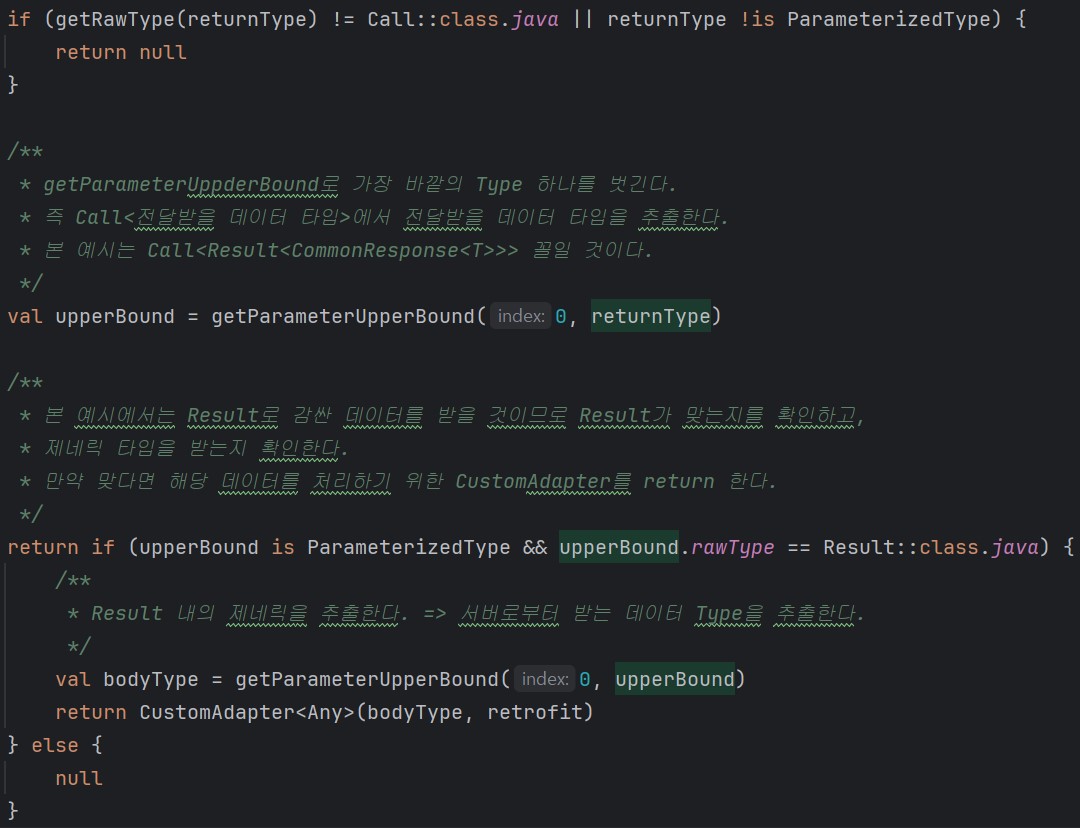 if (getRawType(returnType) != Call::class.java || returnType !is ParameterizedType) {
return null
}
/**
* getParameterUppderBound로 가장 바깥의 Type 하나를 벗긴다.
* 즉 Call<전달받을 데이터 타입>에서 전달받을 데이터 타입을 추출한다.
* 본 예시는 Call<Result<CommonResponse<T>>> 꼴일 것이다.
*/
val upperBound = getParameterUpperBound( index: 0, returnType)
/**
* 본 예시에서는 Result로 감싼 데이터를 받을 것이므로 Result가 맞는지를 확인하고,
* 제네릭 타입을 받는지 확인한다.
* 만약 맞다면 해당 데이터를 처리하기 위한 CustomAdapter를 return 한다.
*/
return if (upperBound is ParameterizedType && upperBound.rawType == Result::class.java) {
/**
* Result 내의 제네릭을 추출한다. => 서버로부터 받는 데이터 Type을 추출한다.
*/
val bodyType = getParameterUpperBound( index: 0, upperBound)
return CustomAdapter<Any>(bodyType, retrofit)
} else {
null
}